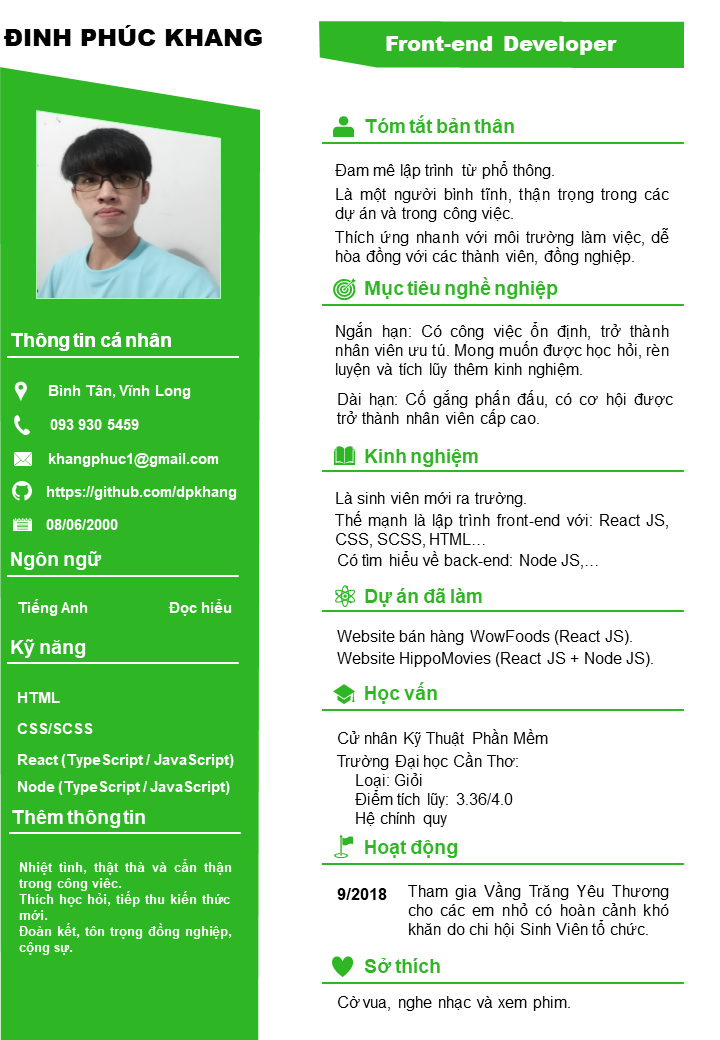 ĐINH PHÚC KHANG
Front-end Developer
Thông tin cá nhân
Bình Tân, Vĩnh Long
093 930 5459
khangphuc1@gmail.com
https://github.com/dpkhang
08/06/2000
Ngôn ngữ
Tiếng Anh Đọc hiểu
Kỹ năng
HTML
CSS/SCSS
React (TypeScript / JavaScript)
Node (TypeScript / JavaScript)
Thêm thông tin
Nhiệt tình, thật thà và cẩn thận
trong công viêc.
Thích học hỏi, tiếp thu kiến thức
mới.
Đoàn kết, tôn trọng đồng nghiệp,
cộng sự.
Tóm tắt bản thân
Đam mê lập trình từ phổ thông.
Là một người bình tĩnh, thận trọng trong các
dự án và trong công việc.
Thích ứng nhanh với môi trường làm việc, dễ
hòa đồng với các thành viên, đồng nghiệp.
Mục tiêu nghề nghiệp
Ngắn hạn: Có công việc ổn định, trở thành
nhân viên ưu tú. Mong muốn được học hỏi, rèn
luyện và tích lũy thêm kinh nghiệm.
Dài hạn: Cố gắng phấn đấu, có cơ hội được
trở thành nhân viên cấp cao.
Kinh nghiệm
Là sinh viên mới ra trường.
Thế mạnh là lập trình front-end với: React JS,
CSS, SCSS, HTML…
Có tìm hiểu về back-end: Node JS,…
Dự án đã làm
Website bán hàng WowFoods (React JS).
Website HippoMovies (React JS + Node JS).
Học vấn
Cử nhân Kỹ Thuật Phần Mềm
Trường Đại học Cần Thơ:
Loại: Giỏi
Điểm tích lũy: 3.36/4.0
Hệ chính quy
Hoạt động
9/2018 Tham gia Vầng Trăng Yêu Thương
cho các em nhỏ có hoàn cảnh khó
khăn do chi hội Sinh Viên tổ chức.
Sở thích
Cờ vua, nghe nhạc và xem phim.